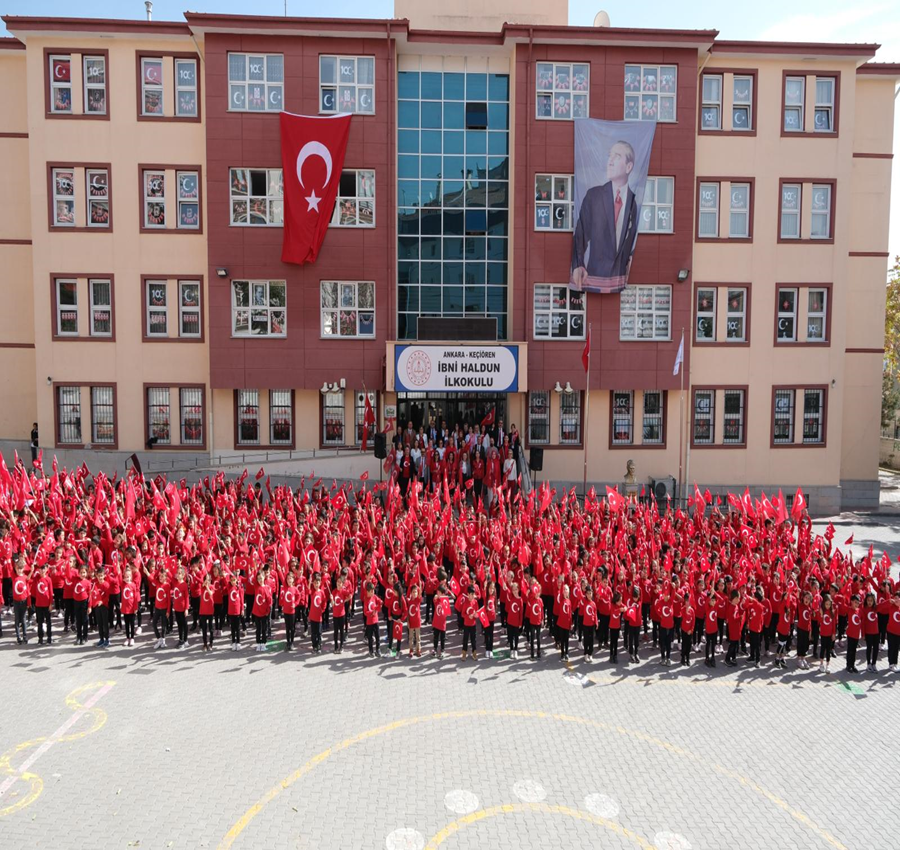 ANKARA - KEÇİÖREN
İBNİ HALDUN
İLKOKULU